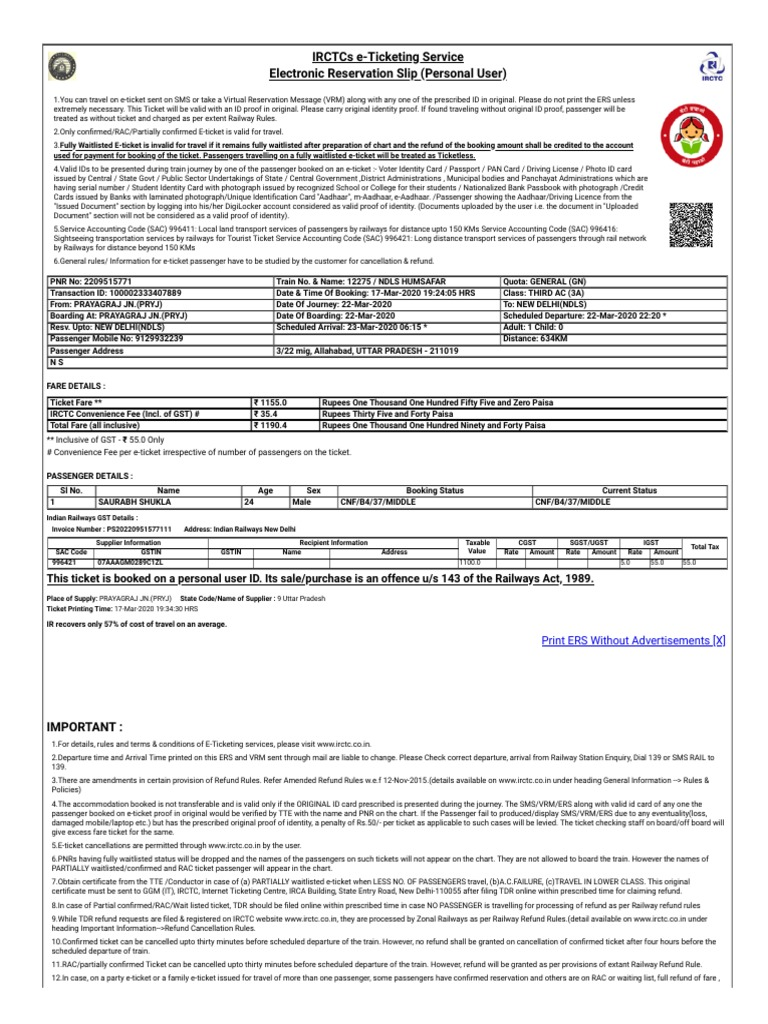 IRCTCs e-Ticketing Service
Electronic Reservation Slip (Personal User)
IRCTC
1.You can travel on e-ticket sent on SMS or take a Virtual Reservation Message (VRM) along with any one of the prescribed ID in original. Please do not print the ERS unless
extremely necessary. This Ticket will be valid with an ID proof in original. Please carry original identity proof. If found traveling without original ID proof, passenger will be
treated as without ticket and charged as per extant Railway Rules.
2.Only confirmed/RAC/Partially confirmed E-ticket is valid for travel.
3.Fully Waitlisted E-ticket is invalid for travel if it remains fully waitlisted after preparation of chart and the refund of the booking amount shall be credited to the account
used for payment for booking of the ticket. Passengers travelling on a fully waitlisted e-ticket will be treated as Ticketless.
4.Valid IDs to be presented during train journey by one of the passenger booked on an e-ticket :- Voter Identity Card / Passport / PAN Card / Driving License / Photo ID card
issued by Central / State Govt / Public Sector Undertakings of State / Central Government ,District Administrations , Municipal bodies and Panchayat Administrations which are
having serial number / Student Identity Card with photograph issued by recognized School or College for their students / Nationalized Bank Passbook with photograph /Credit
Cards issued by Banks with laminated photograph/Unique Identification Card "Aadhaar", m-Aadhaar, e-Aadhaar. /Passenger showing the Aadhaar/Driving Licence from the
"Issued Document" section by logging into his/her DigiLocker account considered as valid proof of identity. (Documents uploaded by the user i.e. the document in "Uploaded
Document" section will not be considered as a valid proof of identity).
5.Service Accounting Code (SAC) 996411: Local land transport services of passengers by railways for distance upto 150 KMs Service Accounting Code (SAC) 996416:
Sightseeing transportation services by railways for Tourist Ticket Service Accounting Code (SAC) 996421: Long distance transport services of passengers through rail network
by Railways for distance beyond 150 KMs
6.General rules/ Information for e-ticket passenger have to be studied by the customer for cancellation & refund.
PNR No: 2209515771 Train No. & Name: 12275 / NDLS HUMSAFAR Quota: GENERAL (GN)
Transaction ID: 100002333407889 Date & Time Of Booking: 17-Mar-2020 19:24:05 HRS Class: THIRD AC (3A)
From: PRAYAGRAJ JN.(PRYJ) Date Of Journey: 22-Mar-2020 To: NEW DELHI(NDLS)
Boarding At: PRAYAGRAJ JN.(PRYJ) Date Of Boarding: 22-Mar-2020 Scheduled Departure: 22-Mar-2020 22:20 *
Resv. Upto: NEW DELHI(NDLS) Scheduled Arrival: 23-Mar-2020 06:15 * Adult: 1 Child: 0
Passenger Mobile No: 9129932239 Distance: 634KM
Passenger Address 3/22 mig, Allahabad, UTTAR PRADESH - 211019
N S
FARE DETAILS :
Ticket Fare ** ₹ 1155.0 Rupees One Thousand One Hundred Fifty Five and Zero Paisa
IRCTC Convenience Fee (Incl. of GST) # ₹ 35.4 Rupees Thirty Five and Forty Paisa
Total Fare (all inclusive) ₹ 1190.4 Rupees One Thousand One Hundred Ninety and Forty Paisa
** Inclusive of GST - ₹ 55.0 Only
# Convenience Fee per e-ticket irrespective of number of passengers on the ticket.
PASSENGER DETAILS :
Sl No. Name Age Sex Booking Status Current Status
1 SAURABH SHUKLA 24 Male CNF/B4/37/MIDDLE CNF/B4/37/MIDDLE
Indian Railways GST Details :
Invoice Number : PS20220951577111 Address: Indian Railways New Delhi
Supplier Information Recipient Information Taxable Value CGST SGST/UGST IGST Total Tax
SAC Code GSTIN GSTIN Name Address Rate Amount Rate Amount Rate Amount
996421 07AAAGM0289C1ZL 1100.0 5.0 55.0 55.0
This ticket is booked on a personal user ID. Its sale/purchase is an offence u/s 143 of the Railways Act, 1989.
Place of Supply: PRAYAGRAJ JN.(PRYJ) State Code/Name of Supplier : 9 Uttar Pradesh
Ticket Printing Time: 17-Mar-2020 19:34:30 HRS
IR recovers only 57% of cost of travel on an average.
Print ERS Without Advertisements [X]
IMPORTANT :
1.For details, rules and terms & conditions of E-Ticketing services, please visit www.irctc.co.in.
2.Departure time and Arrival Time printed on this ERS and VRM sent through mail are liable to change. Please Check correct departure, arrival from Railway Station Enquiry, Dial 139 or SMS RAIL to
139.
3.There are amendments in certain provision of Refund Rules. Refer Amended Refund Rules w.e.f 12-Nov-2015.(details available on www.irctc.co.in under heading General Information --> Rules &
Policies)
4.The accommodation booked is not transferable and is valid only if the ORIGINAL ID card prescribed is presented during the journey. The SMS/VRM/ERS along with valid id card of any one the
passenger booked on e-ticket proof in original would be verified by TTE with the name and PNR on the chart. If the Passenger fail to produce/display SMS/VRM/ERS due to any eventuality(loss,
damaged mobile/laptop etc.) but has the prescribed original proof of identity, a penalty of Rs.50/- per ticket as applicable to such cases will be levied. The ticket checking staff on board/off board will
give excess fare ticket for the same.
5.E-ticket cancellations are permitted through www.irctc.co.in by the user.
6.PNRs having fully waitlisted status will be dropped and the names of the passengers on such tickets will not appear on the chart. They are not allowed to board the train. However the names of
PARTIALLY waitlisted/confirmed and RAC ticket passenger will appear in the chart.
7.Obtain certificate from the TTE /Conductor in case of (a) PARTIALLY waitlisted e-ticket when LESS NO. OF PASSENGERS travel, (b)A.C.FAILURE, (c)TRAVEL IN LOWER CLASS. This original
certificate must be sent to GGM (IT), IRCTC, Internet Ticketing Centre, IRCA Building, State Entry Road, New Delhi-110055 after filing TDR online within prescribed time for claiming refund.
8.In case of Partial confirmed/RAC/Wait listed ticket, TDR should be filed online within prescribed time in case NO PASSENGER is travelling for processing of refund as per Railway refund rules
9.While TDR refund requests are filed & registered on IRCTC website www.irctc.co.in, they are processed by Zonal Railways as per Railway Refund Rules.(detail available on www.irctc.co.in under
heading Important Information-->Refund Cancellation Rules.
10.Confirmed ticket can be cancelled upto thirty minutes before scheduled departure of the train. However, no refund shall be granted on cancellation of confirmed ticket after four hours before the
scheduled departure of train.
11.RAC/partially confirmed Ticket can be cancelled upto thirty minutes before scheduled departure of the train. However, refund will be granted as per provisions of extant Railway Refund Rule.
12.In case, on a party e-ticket or a family e-ticket issued for travel of more than one passenger, some passengers have confirmed reservation and others are on RAC or waiting list, full refund of fare ,